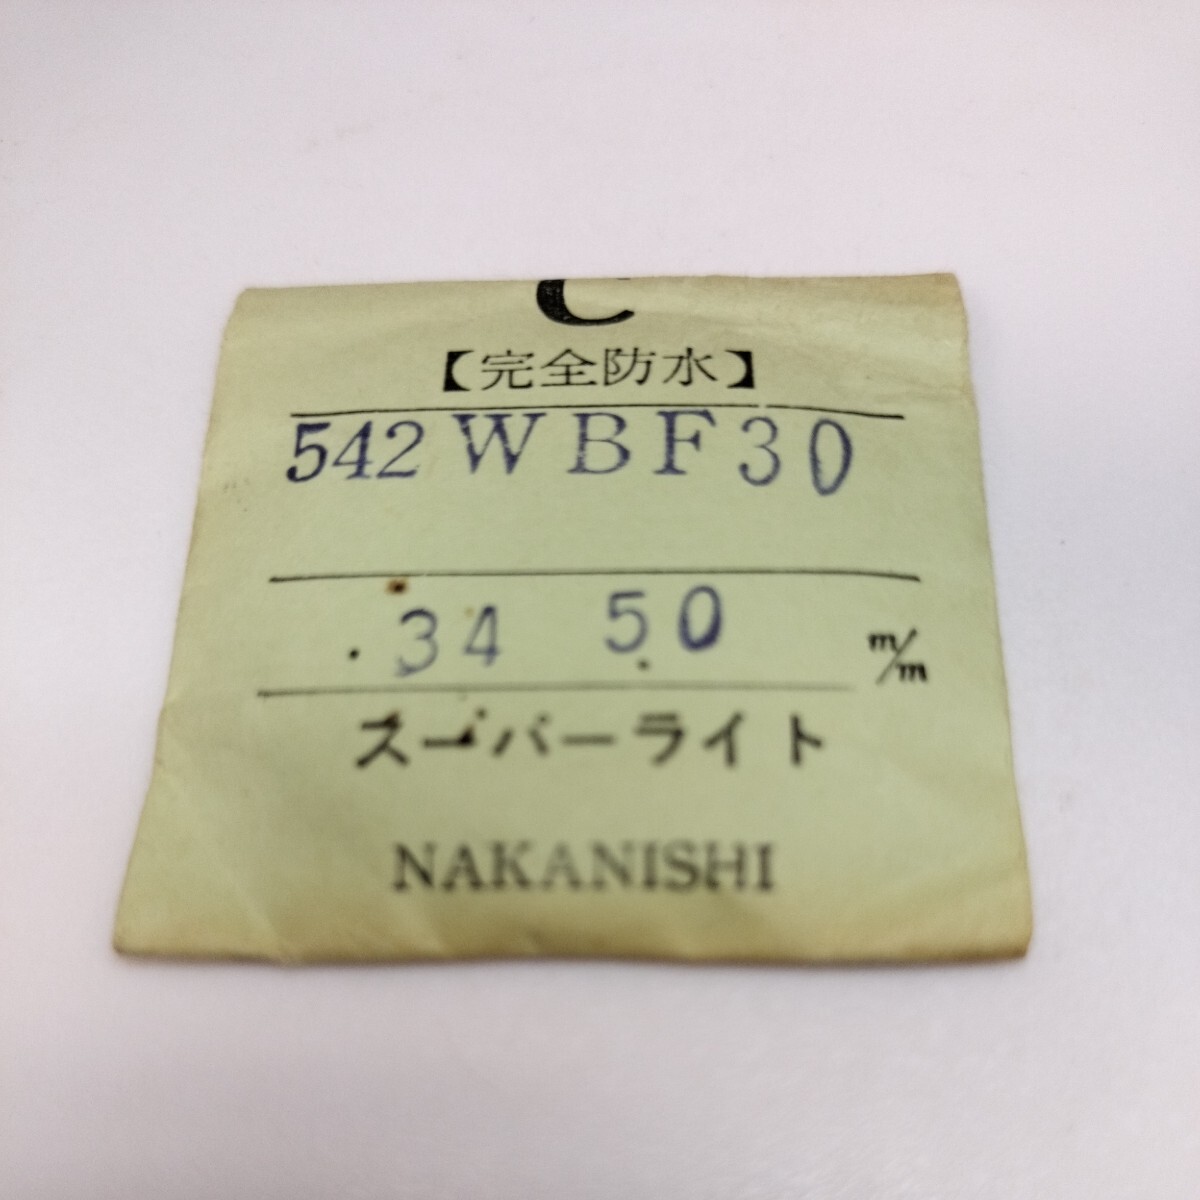 C
【完全防水】
542 WBF30
34 50 m/m
スーパーライト
NAKANISHI